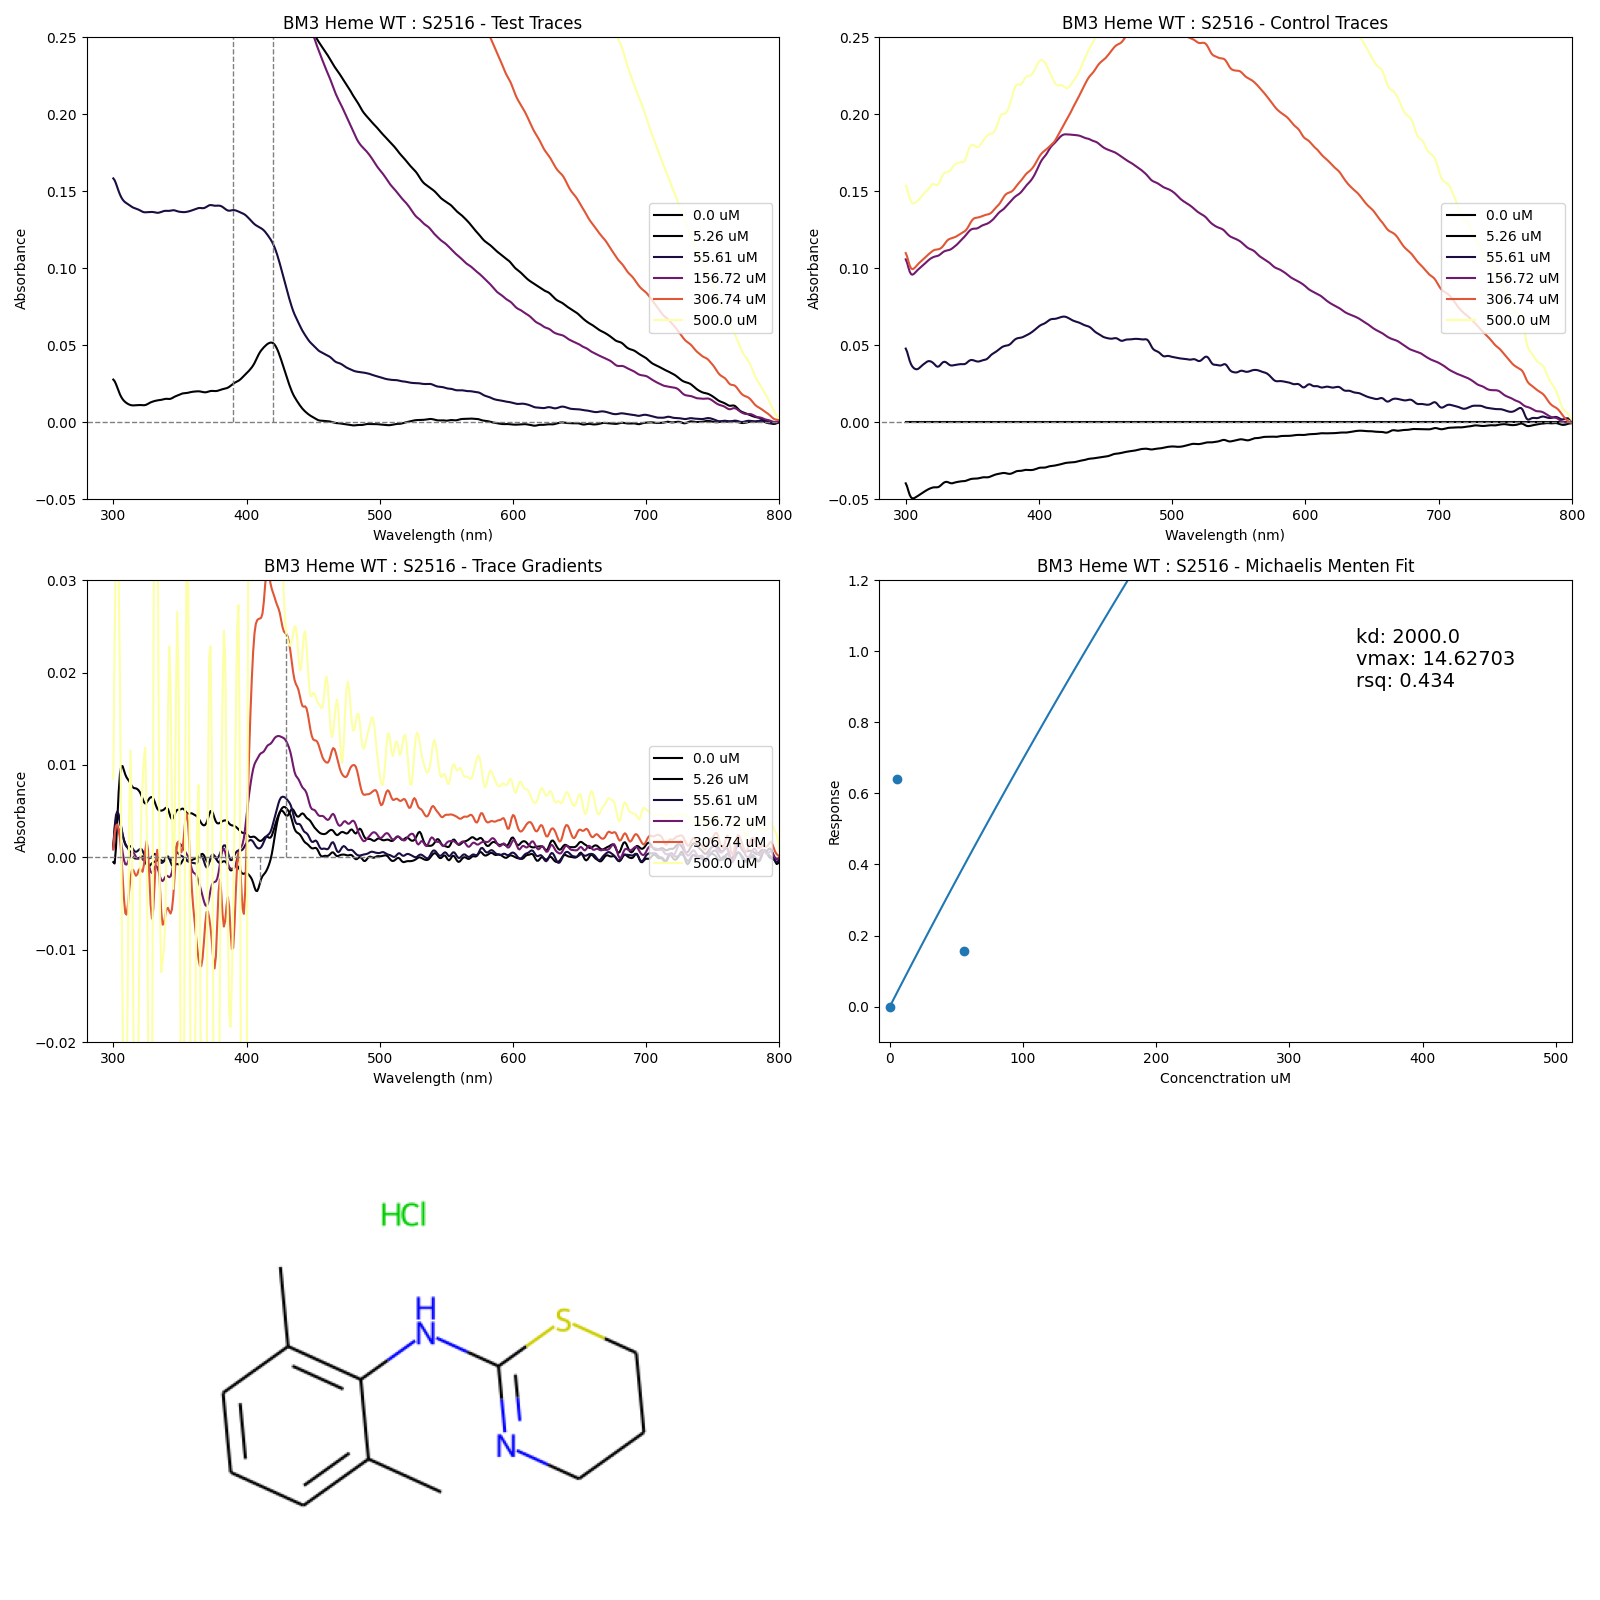 BM3 Heme WT : S2516 - Test Traces
Absorbance
0.25
0.20
0.15
0.10
0.05
0.00
−0.05
300
400
500
600
700
800
Wavelength (nm)
0.0 uM
5.26 uM
55.61 uM
156.72 uM
306.74 uM
500.0 uM
BM3 Heme WT : S2516 - Control Traces
Absorbance
0.25
0.20
0.15
0.10
0.05
0.00
−0.05
300
400
500
600
700
800
Wavelength (nm)
0.0 uM
5.26 uM
55.61 uM
156.72 uM
306.74 uM
500.0 uM
BM3 Heme WT : S2516 - Trace Gradients
Absorbance
0.03
0.02
0.01
0.00
−0.01
−0.02
300
400
500
600
700
800
Wavelength (nm)
0.0 uM
5.26 uM
55.61 uM
156.72 uM
306.74 uM
500.0 uM
BM3 Heme WT : S2516 - Michaelis Menten Fit
Response
1.2
1.0
0.8
0.6
0.4
0.2
0.0
0
100
200
300
400
500
Concenctration uM
kd: 2000.0
vmax: 14.62703
rsq: 0.434
HCl
H
N
S
N